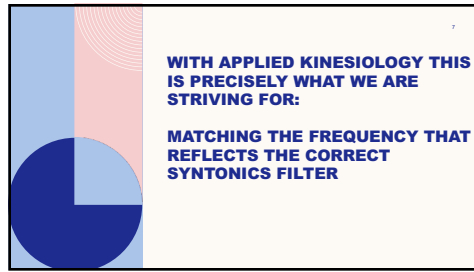 7
WITH APPLIED KINESIOLOGY THIS
IS PRECISELY WHAT WE ARE
STRIVING FOR:
MATCHING THE FREQUENCY THAT
REFLECTS THE CORRECT
SYNTONICS FILTER